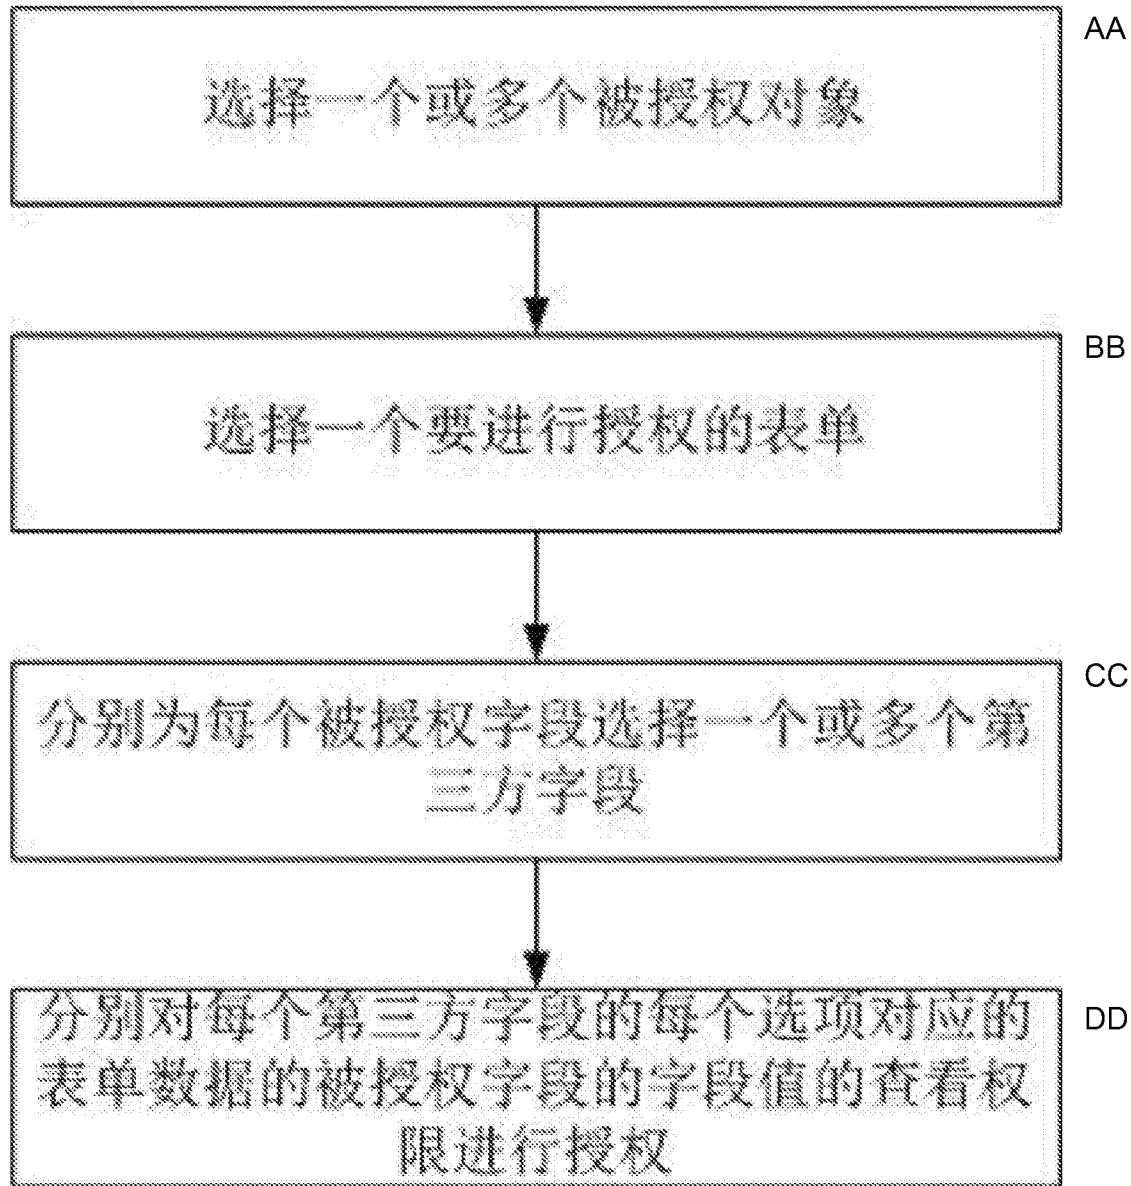 选择一个或多个被授权对象
AA
选择一个要进行授权的表单
BB
分别为每个被授权字段选择一个或多个第
三方字段
CC
分别对每个第三方字段的每个选项对应的
表单数据的被授权字段的字段值的查看权
限进行授权
DD